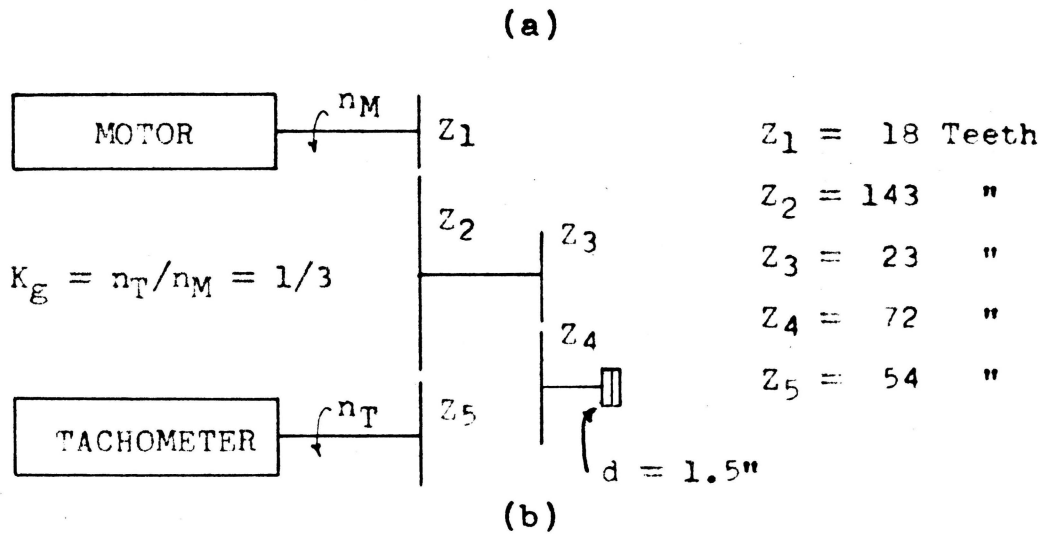 (a)
MOTOR
n_M
Z_1
Z_1 = 18 Teeth
Z_2
Z_2 = 143 "
Z_3
Z_3 = 23 "
K_g = n_T/n_M = 1/3
Z_4
Z_4 = 72 "
Z_5
Z_5 = 54 "
TACHOMETER
n_T
d = 1.5"
(b)